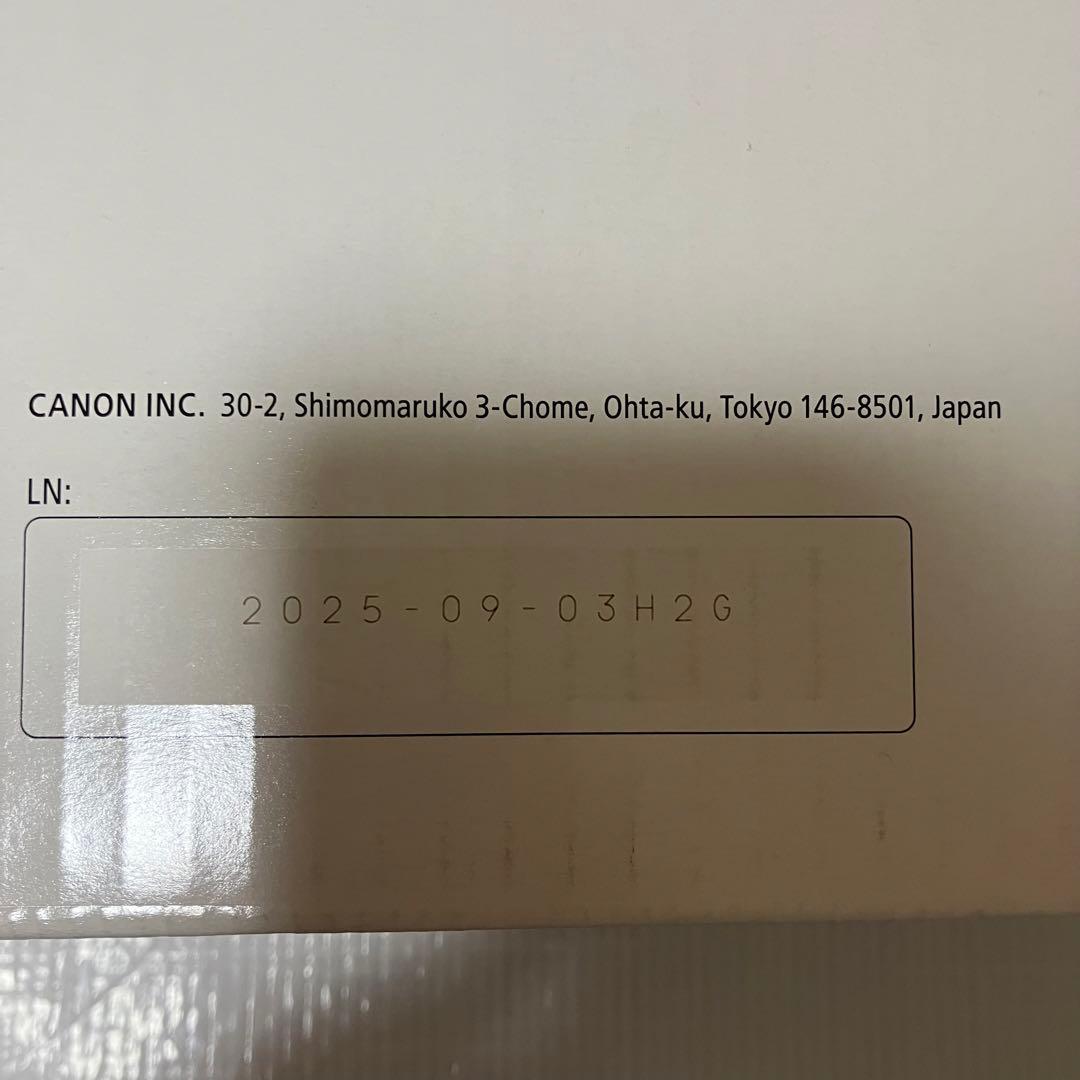 CANON INC. 30-2, Shimomaruko 3-Chome, Ohta-ku, Tokyo 146-8501, Japan
LN:
2025-09-03H2G